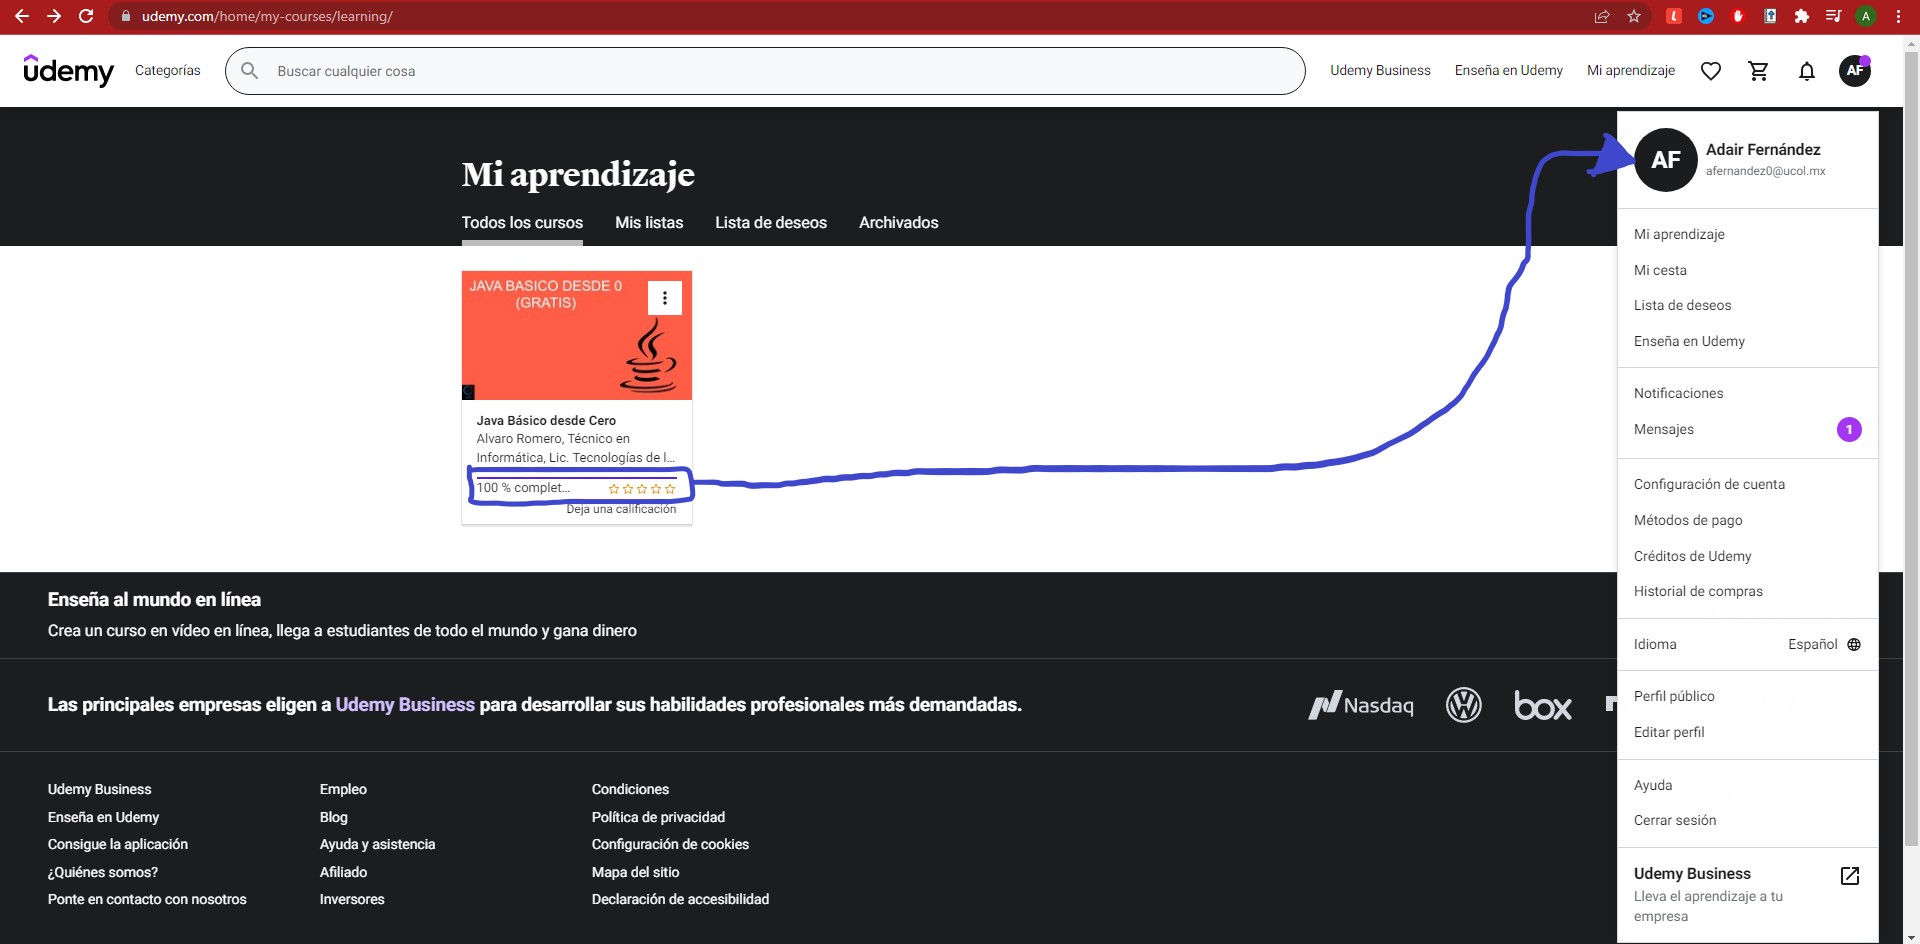 udemy.com/home/my-courses/learning/
A
udemy
Categorías
Buscar cualquier cosa
Udemy Business
Enseña en Udemy
Mi aprendizaje
AF
Mi aprendizaje
Todos los cursos
Mis listas
Lista de deseos
Archivados
JAVA BASICO DESDE 0
(GRATIS)
Java Básico desde Cero
Alvaro Romero, Técnico en
Informática, Lic. Tecnologías de l...
100 % complet...
Deja una calificación
AF
Adair Fernández
afernandez0@ucol.mx
Mi aprendizaje
Mi cesta
Lista de deseos
Enseña en Udemy
Notificaciones
Mensajes 1
Configuración de cuenta
Métodos de pago
Créditos de Udemy
Historial de compras
Idioma Español
Perfil público
Editar perfil
Ayuda
Cerrar sesión
Udemy Business
Lleva el aprendizaje a tu
empresa
Enseña al mundo en línea
Crea un curso en vídeo en línea, llega a estudiantes de todo el mundo y gana dinero
Las principales empresas eligen a Udemy Business para desarrollar sus habilidades profesionales más demandadas.
Nasdaq
box
Udemy Business
Enseña en Udemy
Consigue la aplicación
¿Quiénes somos?
Ponte en contacto con nosotros
Empleo
Blog
Ayuda y asistencia
Afiliado
Inversores
Condiciones
Política de privacidad
Configuración de cookies
Mapa del sitio
Declaración de accesibilidad